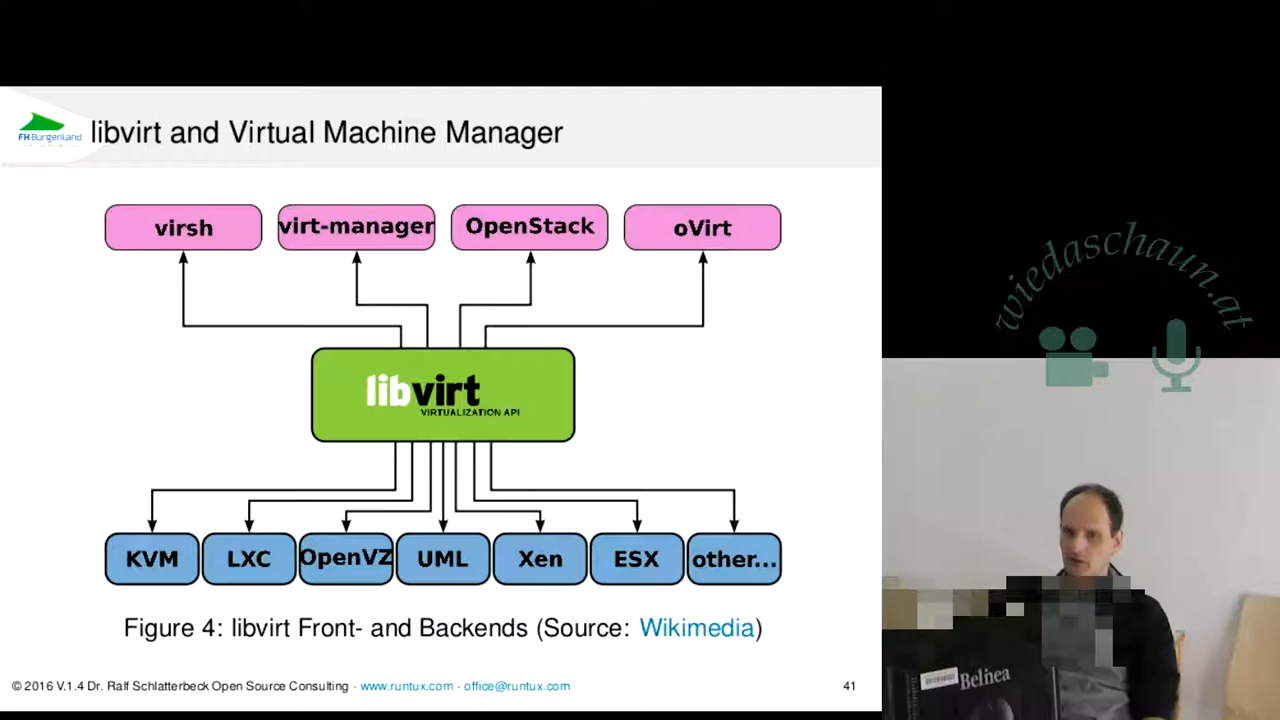 FH Burgenland
libvirt and Virtual Machine Manager
virsh
virt-manager
OpenStack
oVirt
libvirt
VIRTUALIZATION API
KVM
LXC
OpenVZ
UML
Xen
ESX
other...
Figure 4: libvirt Front- and Backends (Source: Wikimedia)
© 2016 V.1.4 Dr. Ralf Schlatterbeck Open Source Consulting · www.runtux.com · office@runtux.com
41
wiedaschaun.at
Belinea